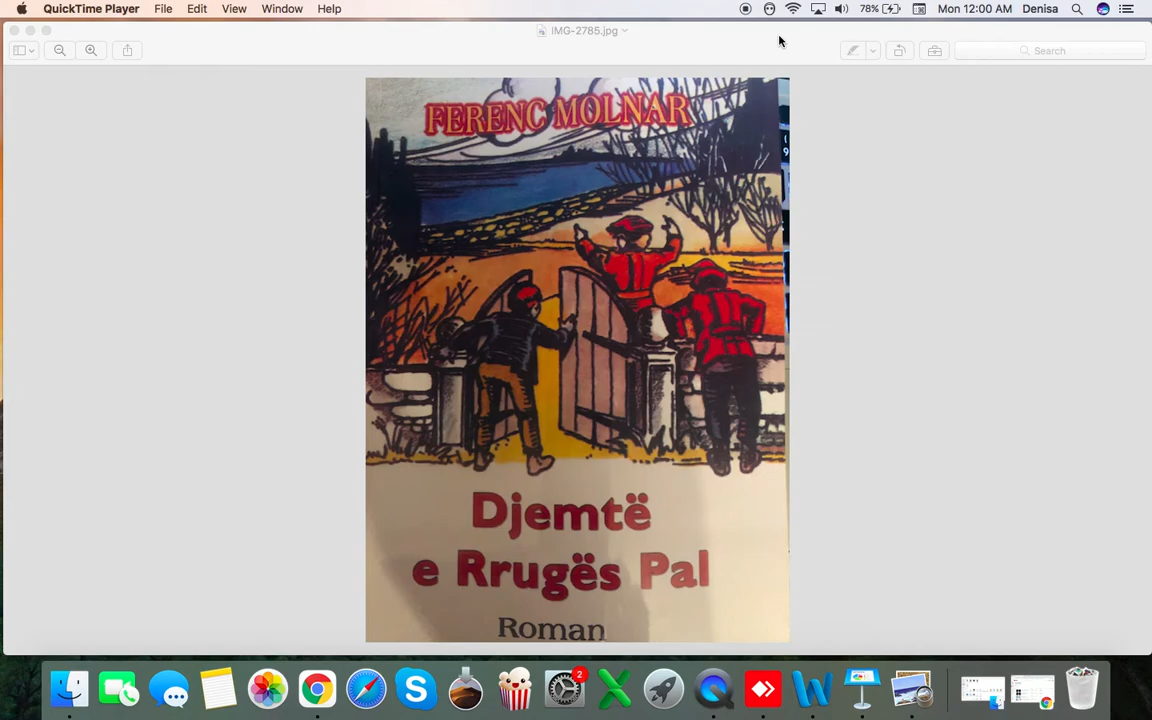 QuickTime Player File Edit View Window Help 78% Mon 12:00 AM Denisa
IMG-2785.jpg
Search
FERENC MOLNAR
Djemtë
e Rrugës Pal
Roman
2